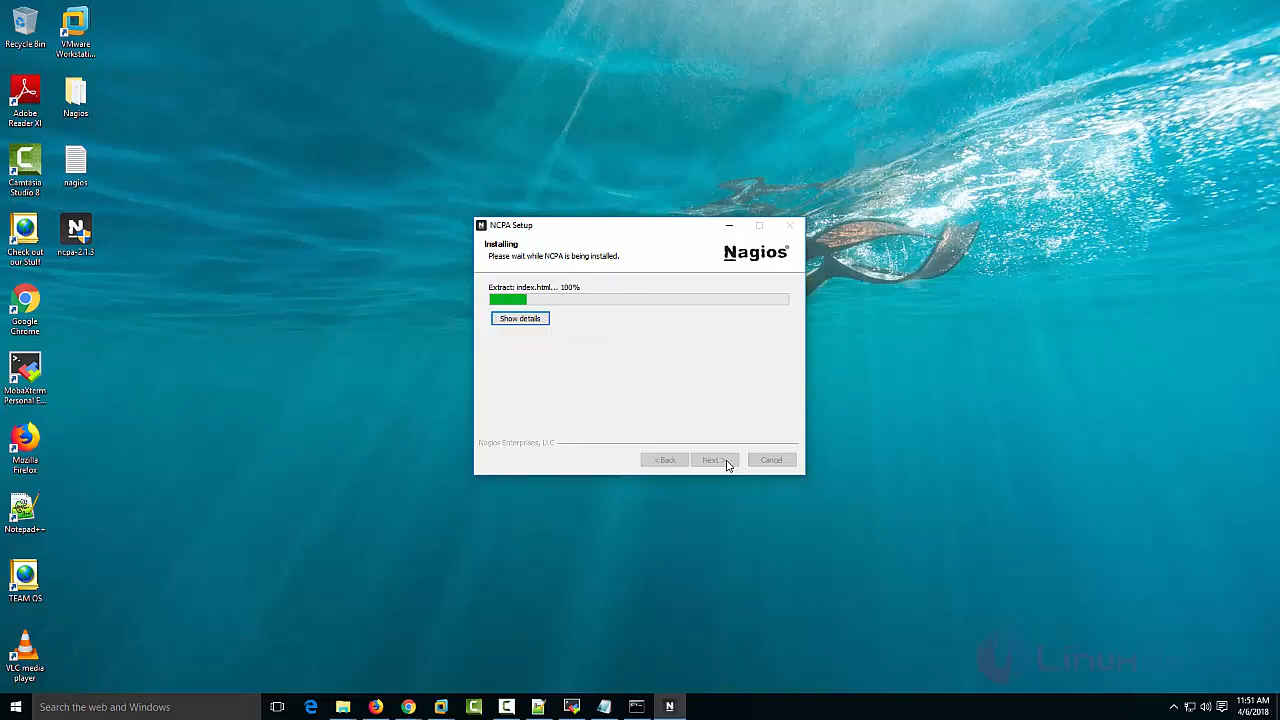 Recycle Bin
VMware
Workstati...
Adobe
Reader XI
Nagios
Camtasia
Studio 8
nagios
Check out
our Stuff
ncpa-2.1.3
Google
Chrome
MobaXterm
Personal E...
Mozilla
Firefox
Notepad++
TEAM OS
VLC media
player
NCPA Setup
Installing
Please wait while NCPA is being installed.
Nagios®
Extract: index.html... 100%
Show details
Nagios Enterprises, LLC
< Back
Next >
Cancel
Linux
Search the web and Windows
11:51 AM
4/6/2018